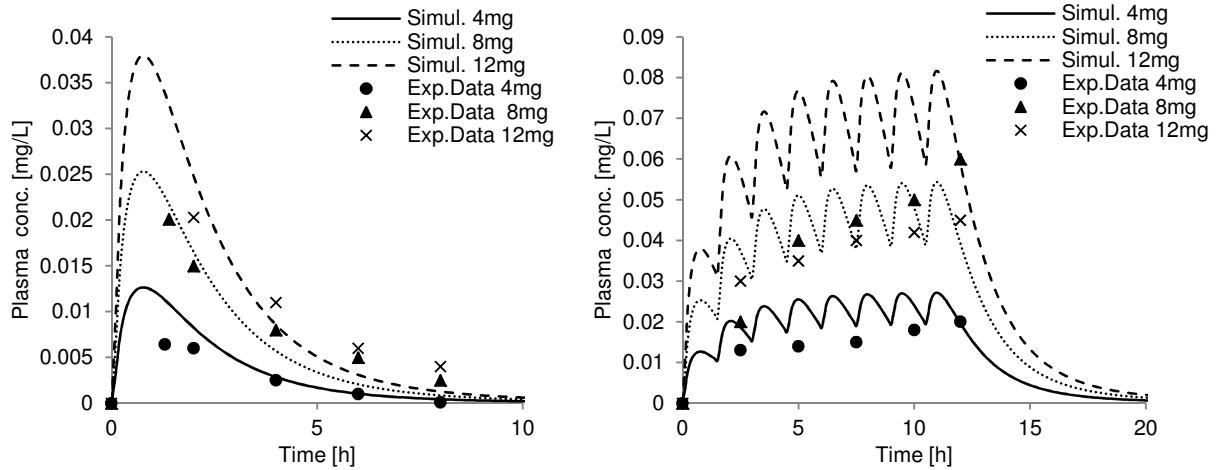 Simul. 4mg
Simul. 8mg
Simul. 12mg
Exp.Data 4mg
Exp.Data 8mg
Exp.Data 12mg
0.04
0.035
0.03
0.025
0.02
0.015
0.01
0.005
0
Plasma conc. [mg/L]
0
5
10
Time [h]
Simul. 4mg
Simul. 8mg
Simul. 12mg
Exp.Data 4mg
Exp.Data 8mg
Exp.Data 12mg
0.09
0.08
0.07
0.06
0.05
0.04
0.03
0.02
0.01
0
Plasma conc. [mg/L]
0
5
10
15
20
Time [h]